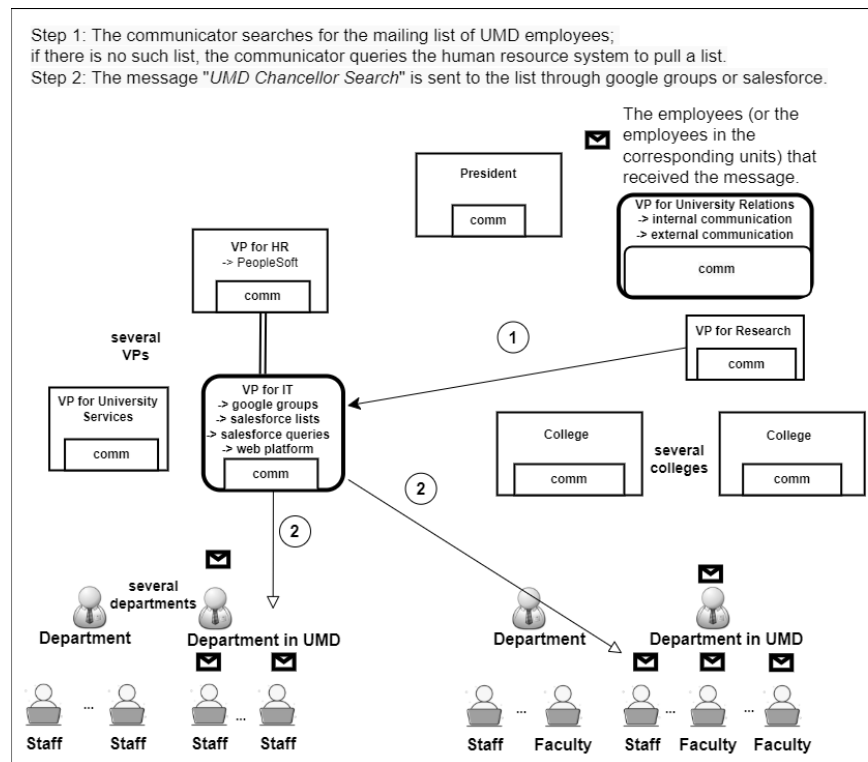 Step 1: The communicator searches for the mailing list of UMD employees;
if there is no such list, the communicator queries the human resource system to pull a list.
Step 2: The message "UMD Chancellor Search" is sent to the list through google groups or salesforce.
The employees (or the
employees in the
corresponding units) that
received the message.
President
comm
VP for University Relations
-> internal communication
-> external communication
comm
VP for HR
-> PeopleSoft
comm
several
VPs
1
VP for Research
comm
VP for University
Services
comm
VP for IT
-> google groups
-> salesforce lists
-> salesforce queries
-> web platform
comm
College
comm
several
colleges
College
comm
2
2
several
departments
Department
Department in UMD
Department
Department in UMD
Staff
...
Staff
Staff
...
Staff
Staff
...
Faculty
Staff
...
Faculty
...
Faculty